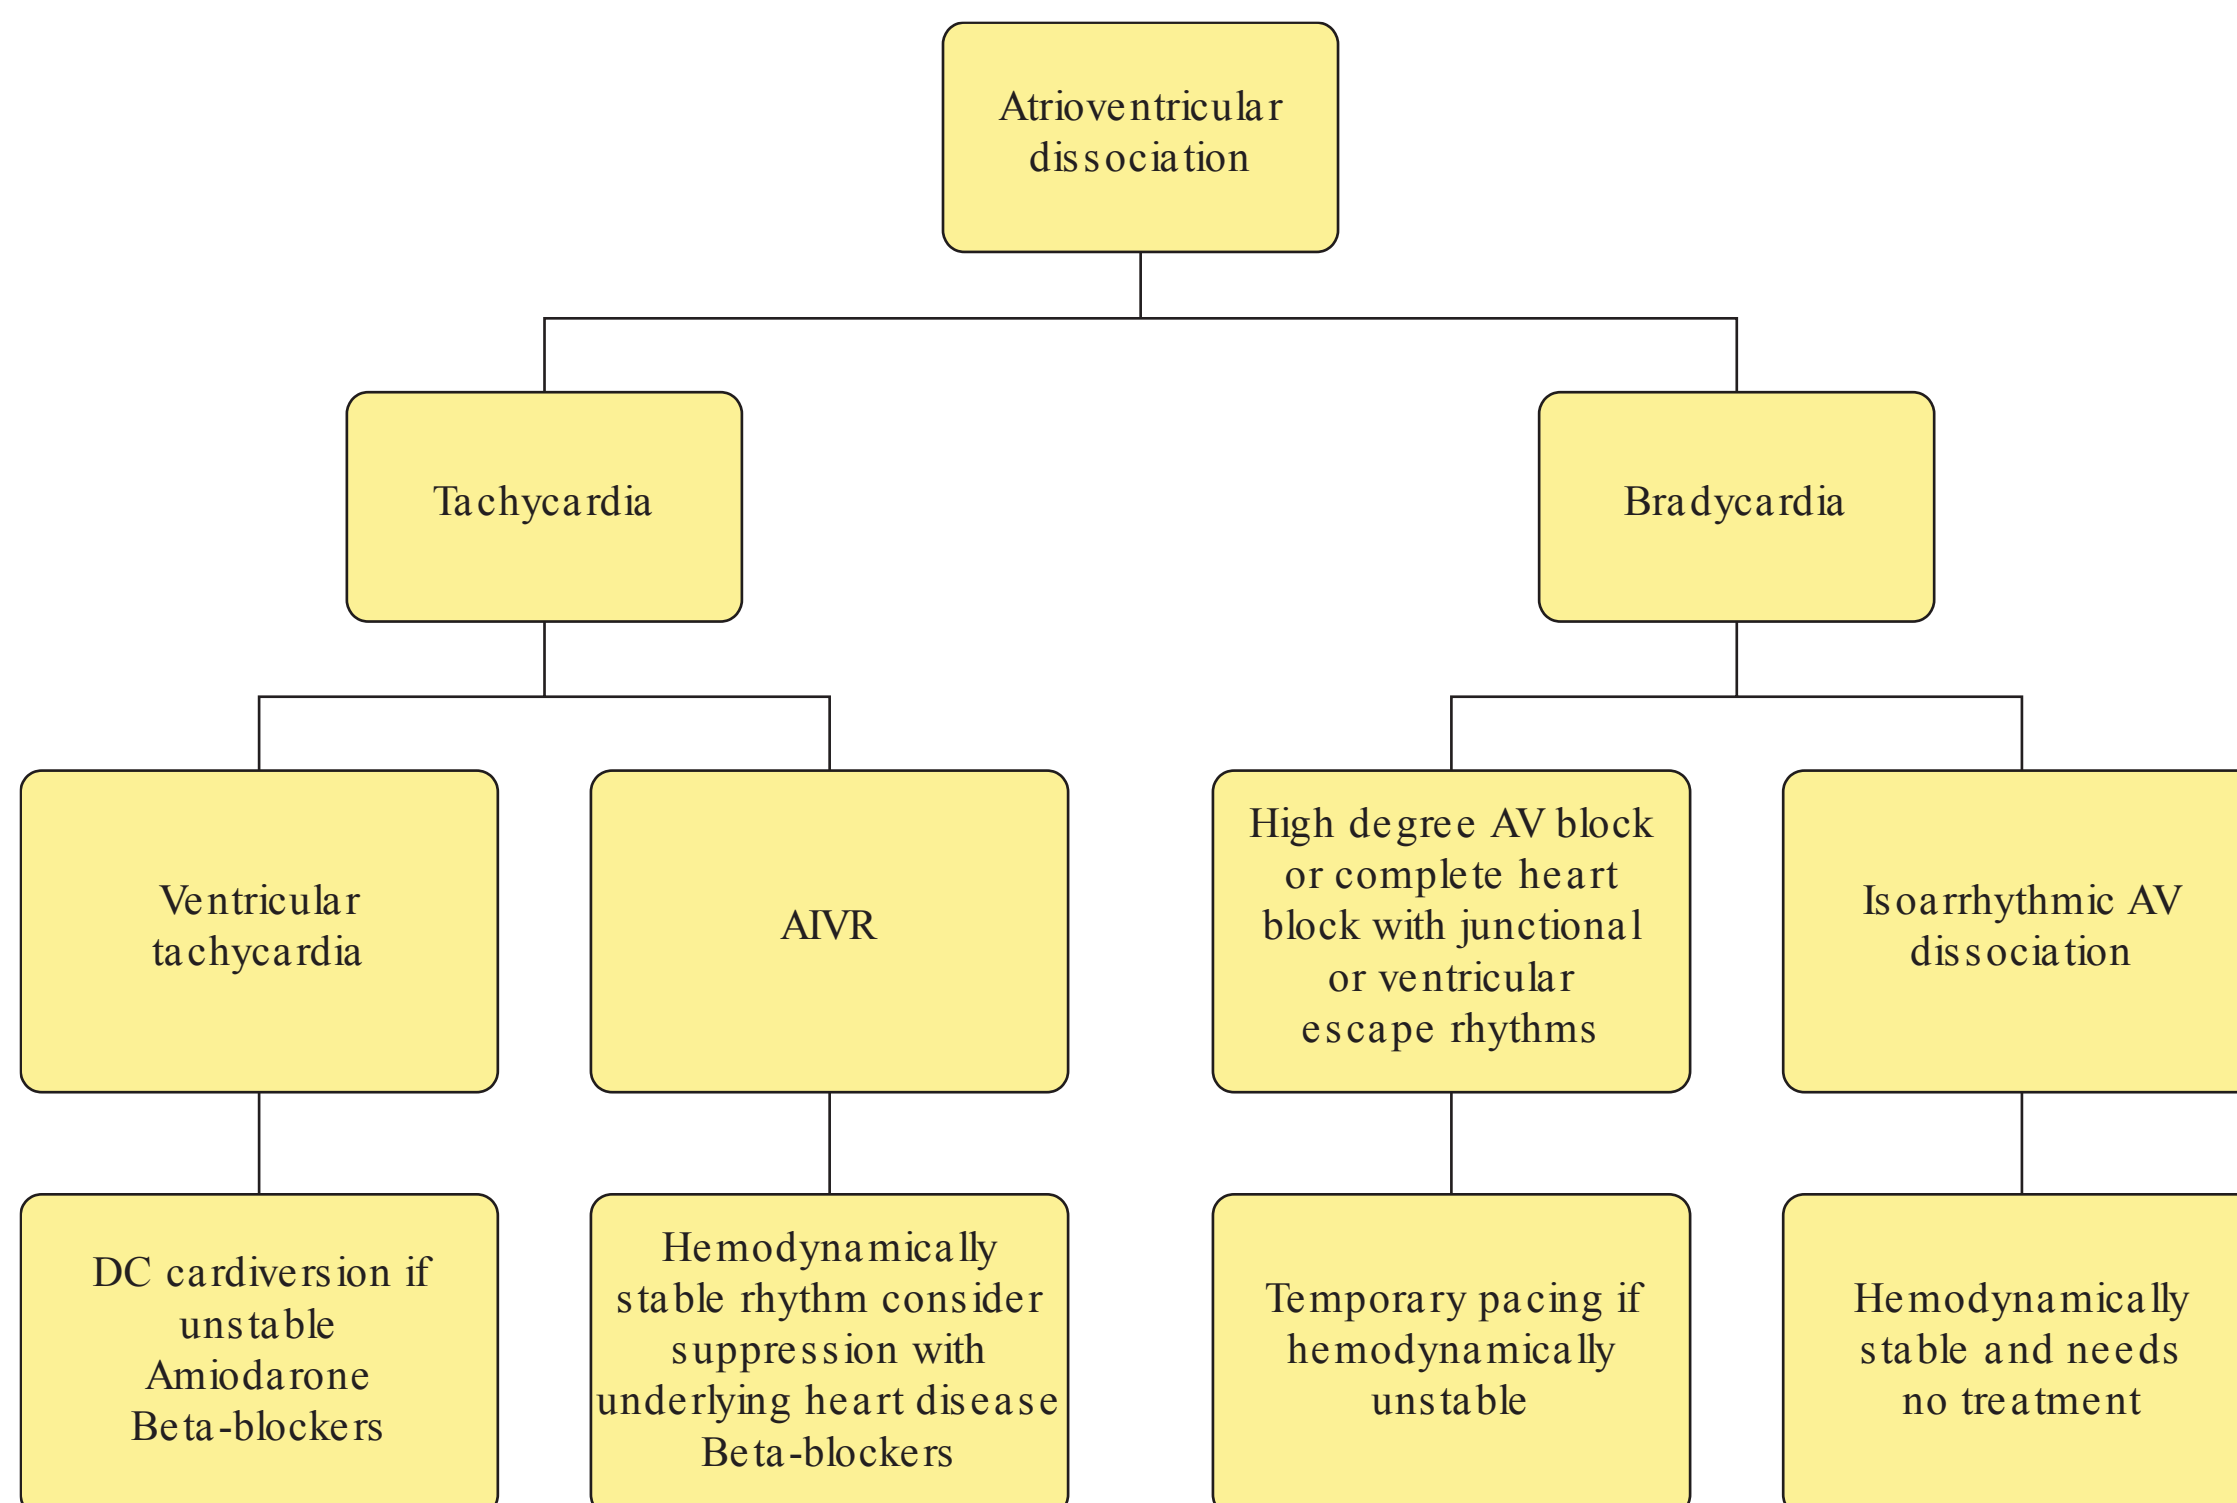 Atrioventricular
dissociation
Tachycardia
Bradycardia
Ventricular
tachycardia
AIVR
High degree AV block
or complete heart
block with junctional
or ventricular
escape rhythms
Isoarrhythmic AV
dissociation
DC cardiversion if
unstable
Amiodarone
Beta-blockers
Hemodynamically
stable rhythm consider
suppression with
underlying heart disease
Beta-blockers
Temporary pacing if
hemodynamically
unstable
Hemodynamically
stable and needs
no treatment